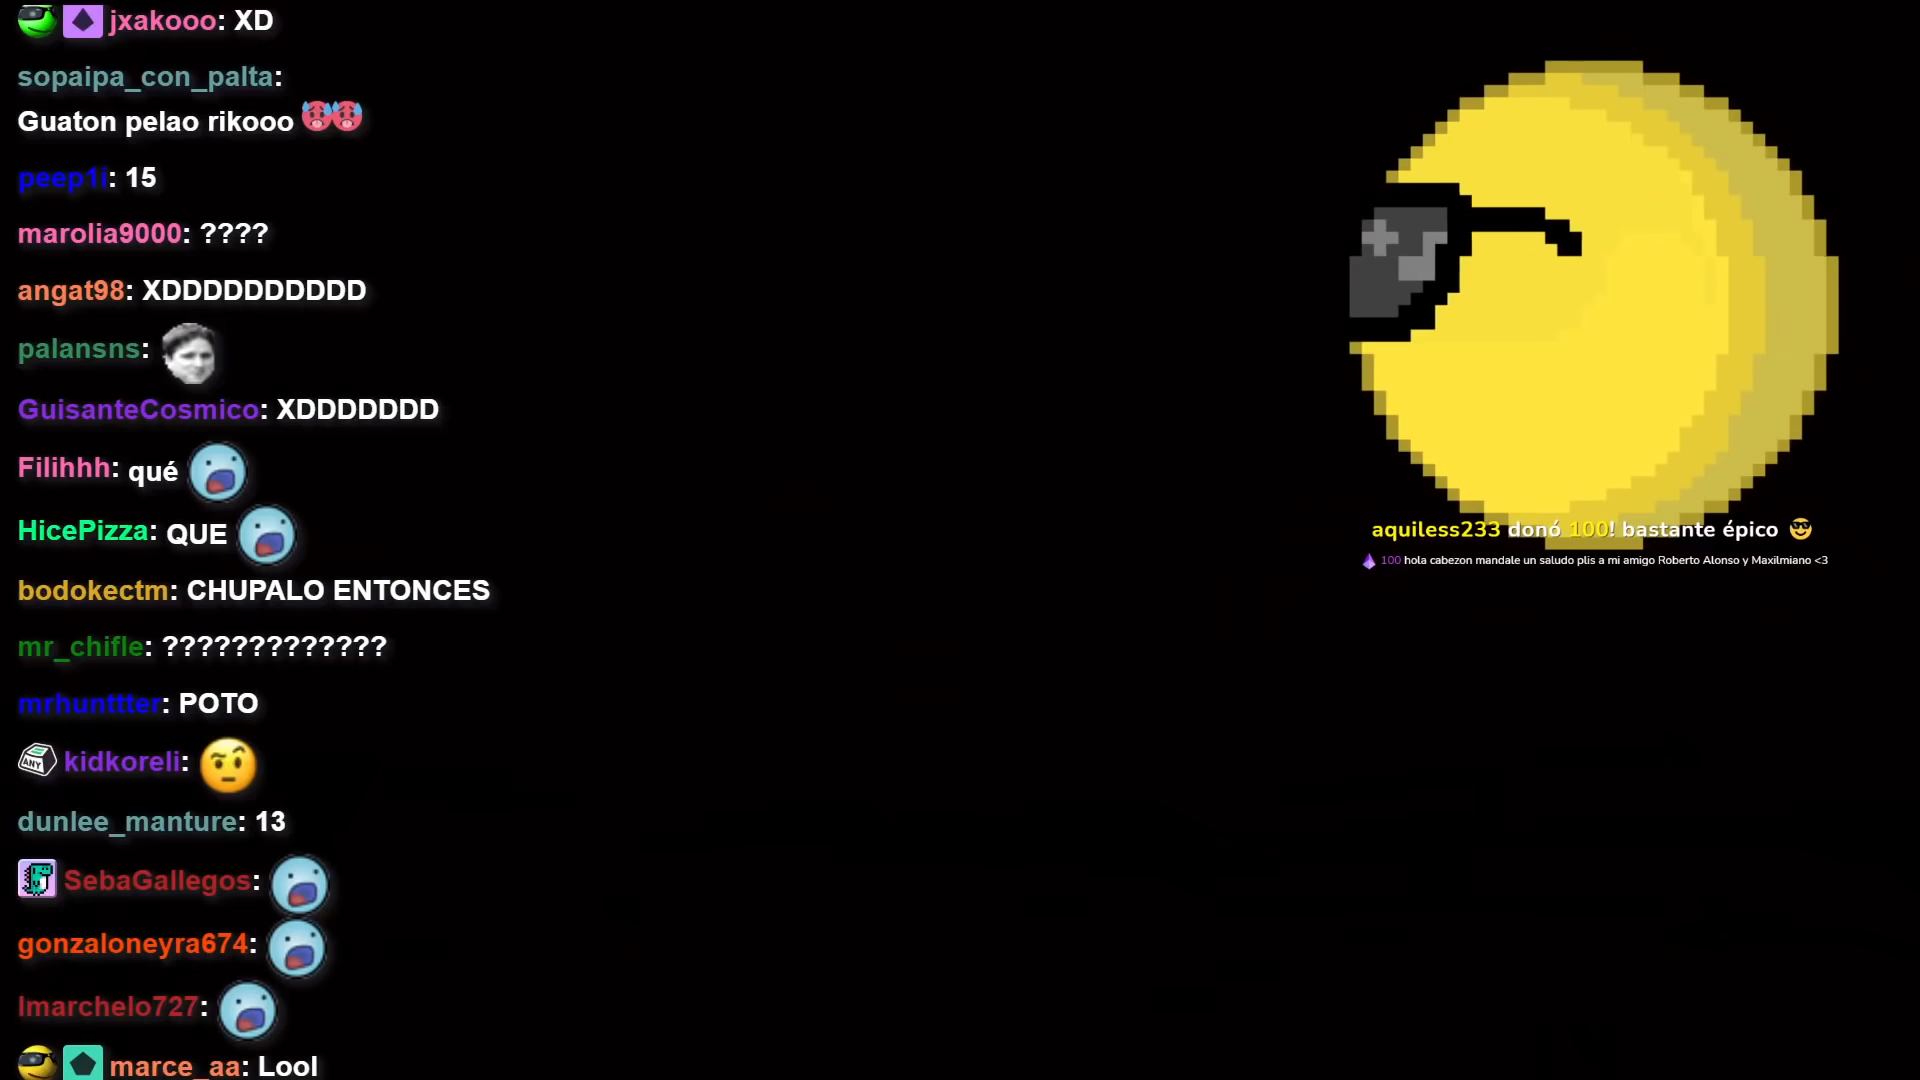 jxakooo: XD
sopaipa_con_palta:
Guaton pelao rikooo 🥵🥵
peep1i: 15
marolia9000: ????
angat98: XDDDDDDDDDD
palansns:
GuisanteCosmico: XDDDDDDD
Filihhh: qué
HicePizza: QUE
bodokectm: CHUPALO ENTONCES
mr_chifle: ?????????????
mrhunttter: POTO
ANY kidkoreli: 🤨
dunlee_manture: 13
SebaGallegos:
gonzaloneyra674:
lmarchelo727:
marce_aa: Lool
aquiless233 donó 100! bastante épico 😎
100 hola cabezon mandale un saludo plis a mi amigo Roberto Alonso y Maxilmiano <3